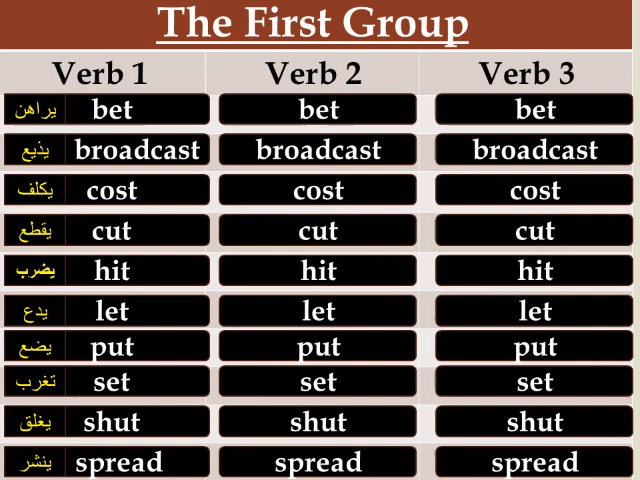 The First Group
Verb 1 Verb 2 Verb 3
يراهن bet bet bet
يذيع broadcast broadcast broadcast
يكلف cost cost cost
يقطع cut cut cut
يضرب hit hit hit
يدع let let let
يضع put put put
تغرب set set set
يغلق shut shut shut
ينشر spread spread spread